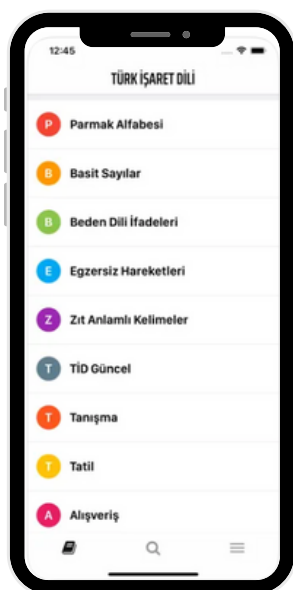 12:45
TÜRK İŞARET DİLİ
P Parmak Alfabesi
B Basit Sayılar
B Beden Dili İfadeleri
E Egzersiz Hareketleri
Z Zıt Anlamlı Kelimeler
T TİD Güncel
T Tanışma
T Tatil
A Alışveriş